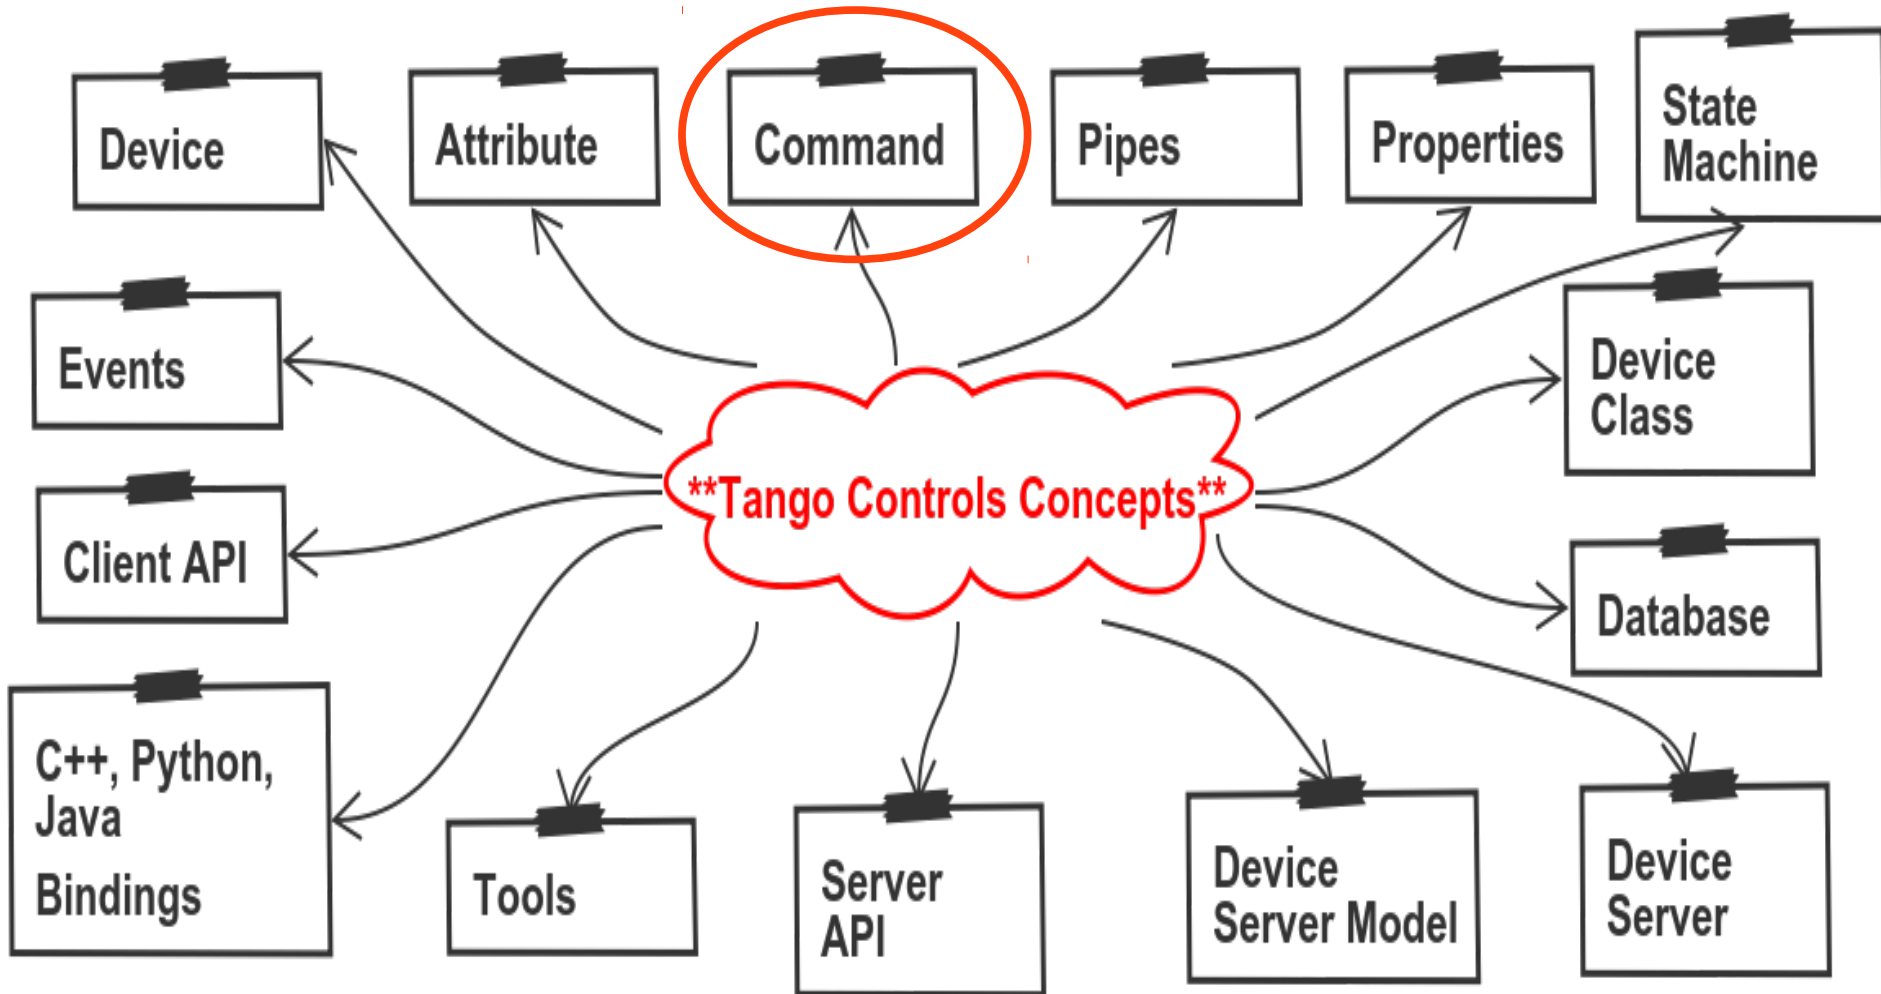 Device
Attribute
Command
Pipes
Properties
State
Machine
Events
Device
Class
**Tango Controls Concepts**
Client API
Database
C++, Python,
Java
Bindings
Tools
Server
API
Device
Server Model
Device
Server